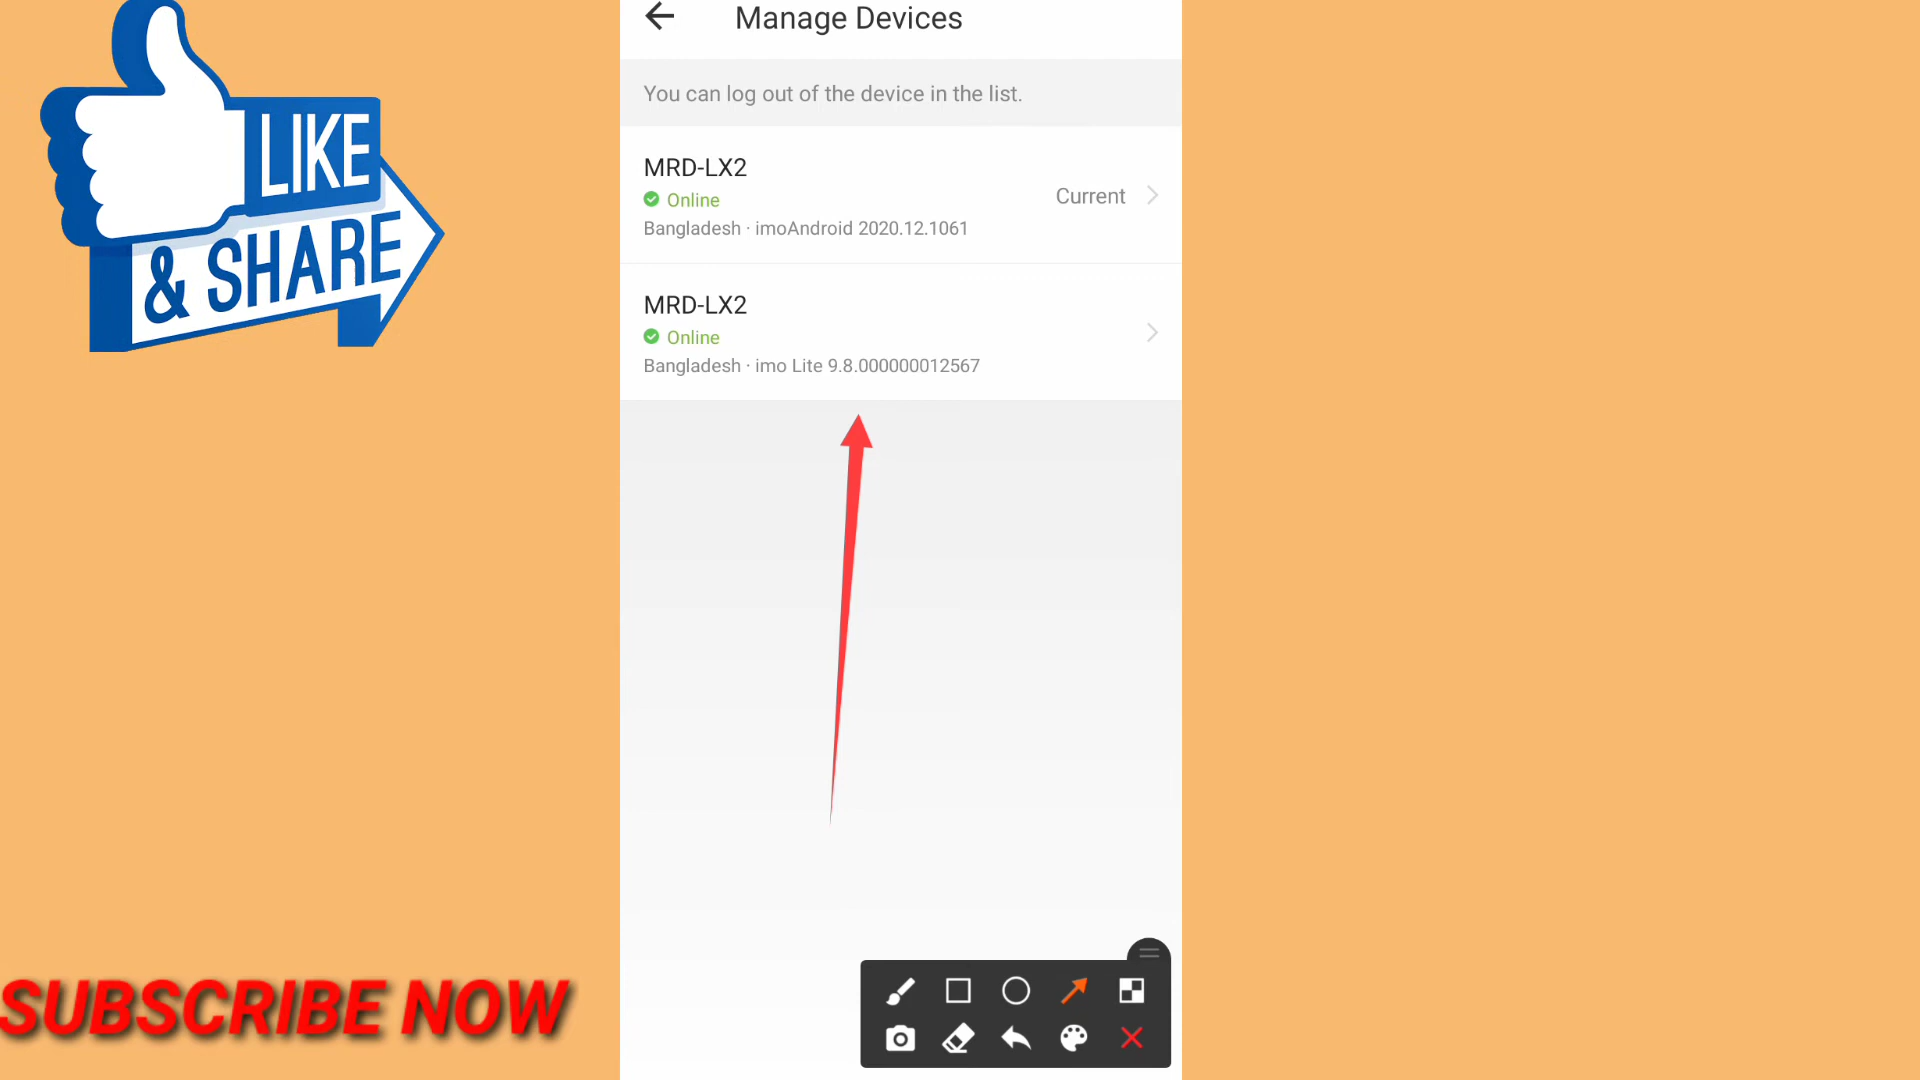 LIKE
& SHARE
Manage Devices
You can log out of the device in the list.
MRD-LX2
Online
Current
Bangladesh · imoAndroid 2020.12.1061
MRD-LX2
Online
Bangladesh · imo Lite 9.8.000000012567
SUBSCRIBE NOW